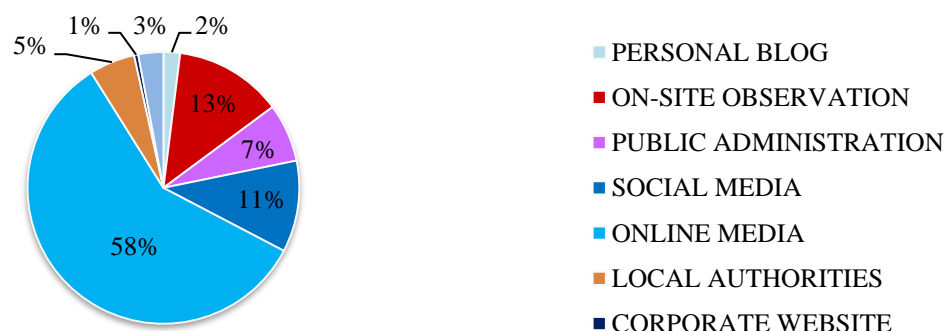 1%
3%
2%
5%
13%
7%
11%
58%
PERSONAL BLOG
ON-SITE OBSERVATION
PUBLIC ADMINISTRATION
SOCIAL MEDIA
ONLINE MEDIA
LOCAL AUTHORITIES
CORPORATE WEBSITE